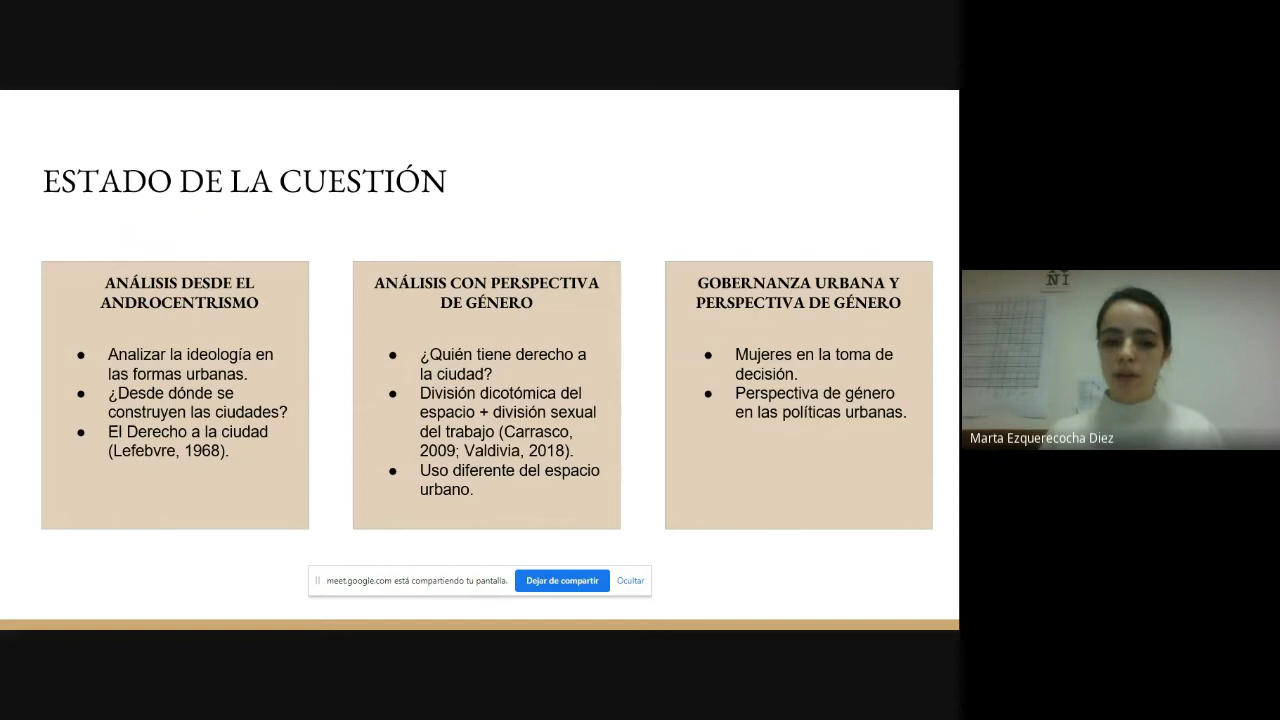 ESTADO DE LA CUESTIÓN
ANÁLISIS DESDE EL
ANDROCENTRISMO
● Analizar la ideología en
las formas urbanas.
● ¿Desde dónde se
construyen las ciudades?
● El Derecho a la ciudad
(Lefebvre, 1968).
ANÁLISIS CON PERSPECTIVA
DE GÉNERO
● ¿Quién tiene derecho a
la ciudad?
● División dicotómica del
espacio + división sexual
del trabajo (Carrasco,
2009; Valdivia, 2018).
● Uso diferente del espacio
urbano.
GOBERNANZA URBANA Y
PERSPECTIVA DE GÉNERO
● Mujeres en la toma de
decisión.
● Perspectiva de género
en las políticas urbanas.
meet.google.com está compartiendo tu pantalla.
Dejar de compartir
Ocultar
Marta Ezquerecocha Diez